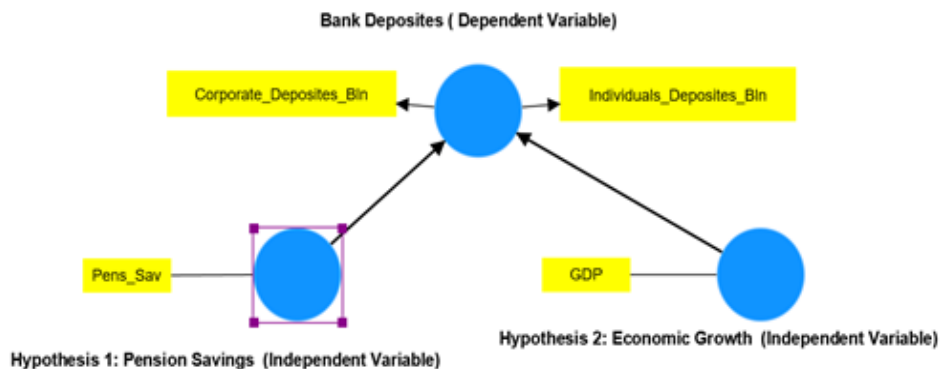 Bank Deposites ( Dependent Variable)
Corporate_Deposites_Bln
Individuals_Deposites_Bln
Pens_Sav
GDP
Hypothesis 2: Economic Growth (Independent Variable)
Hypothesis 1: Pension Savings (Independent Variable)